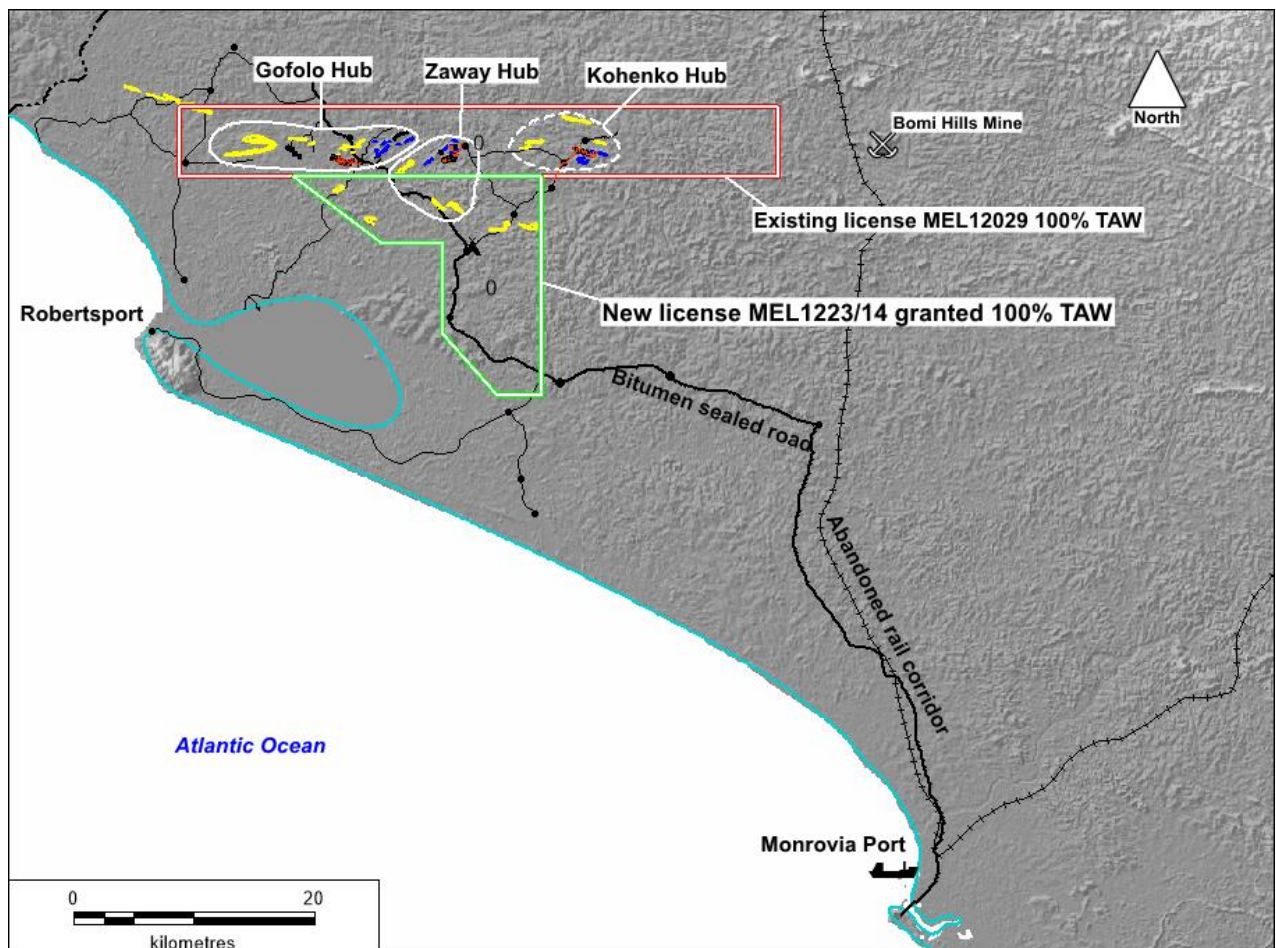 Gofolo Hub
Zaway Hub
Kohenko Hub
Bomi Hills Mine
North
0
Existing license MEL12029 100% TAW
0
New license MEL1223/14 granted 100% TAW
Robertsport
Bitumen sealed road
Abandoned rail corridor
Atlantic Ocean
Monrovia Port
0 20
kilometres